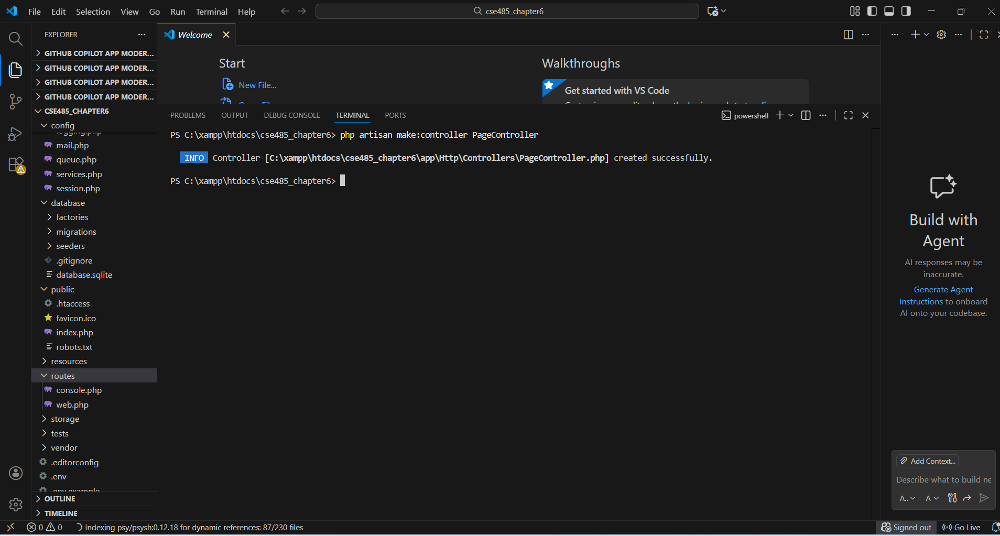 File Edit Selection View Go Run Terminal Help
cse485_chapter6
EXPLORER
GITHUB COPILOT APP MODER...
GITHUB COPILOT APP MODER...
GITHUB COPILOT APP MODER...
GITHUB COPILOT APP MODER...
CSE485_CHAPTER6
config
logging.php
mail.php
queue.php
services.php
session.php
database
factories
migrations
seeders
.gitignore
database.sqlite
public
.htaccess
favicon.ico
index.php
robots.txt
resources
routes
console.php
web.php
storage
tests
vendor
.editorconfig
.env
.env.example
OUTLINE
TIMELINE
Welcome
Start
New File...
Walkthroughs
Get started with VS Code
PROBLEMS OUTPUT DEBUG CONSOLE TERMINAL PORTS
powershell
PS C:\xampp\htdocs\cse485_chapter6> php artisan make:controller PageController
INFO Controller [C:\xampp\htdocs\cse485_chapter6\app\Http\Controllers\PageController.php] created successfully.
PS C:\xampp\htdocs\cse485_chapter6>
Build with
Agent
AI responses may be
inaccurate.
Generate Agent
Instructions to onboard
AI onto your codebase.
Add Context...
Describe what to build ne
A.. A
0 0 Indexing psy/psysh:0.12.18 for dynamic references: 87/230 files
Signed out Go Live